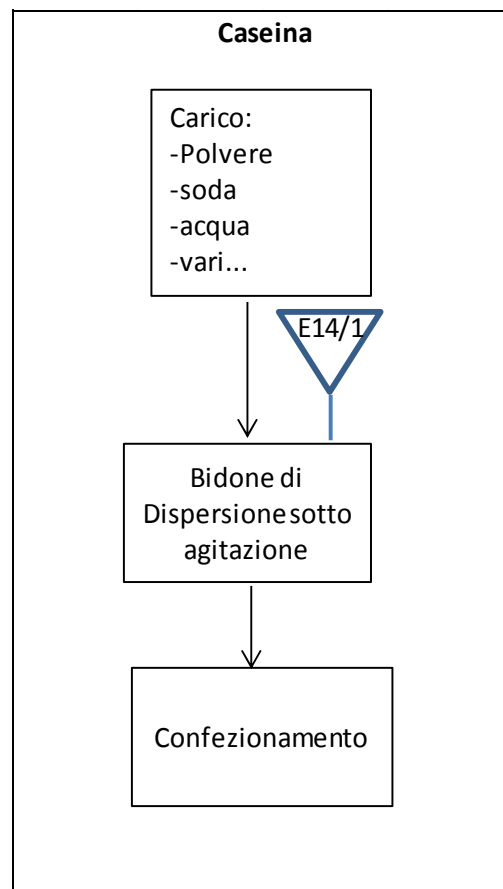 Caseina
Carico:
-Polvere
-soda
-acqua
-vari...
E14/1
Bidone di
Dispersione sotto
agitazione
Confezionamento